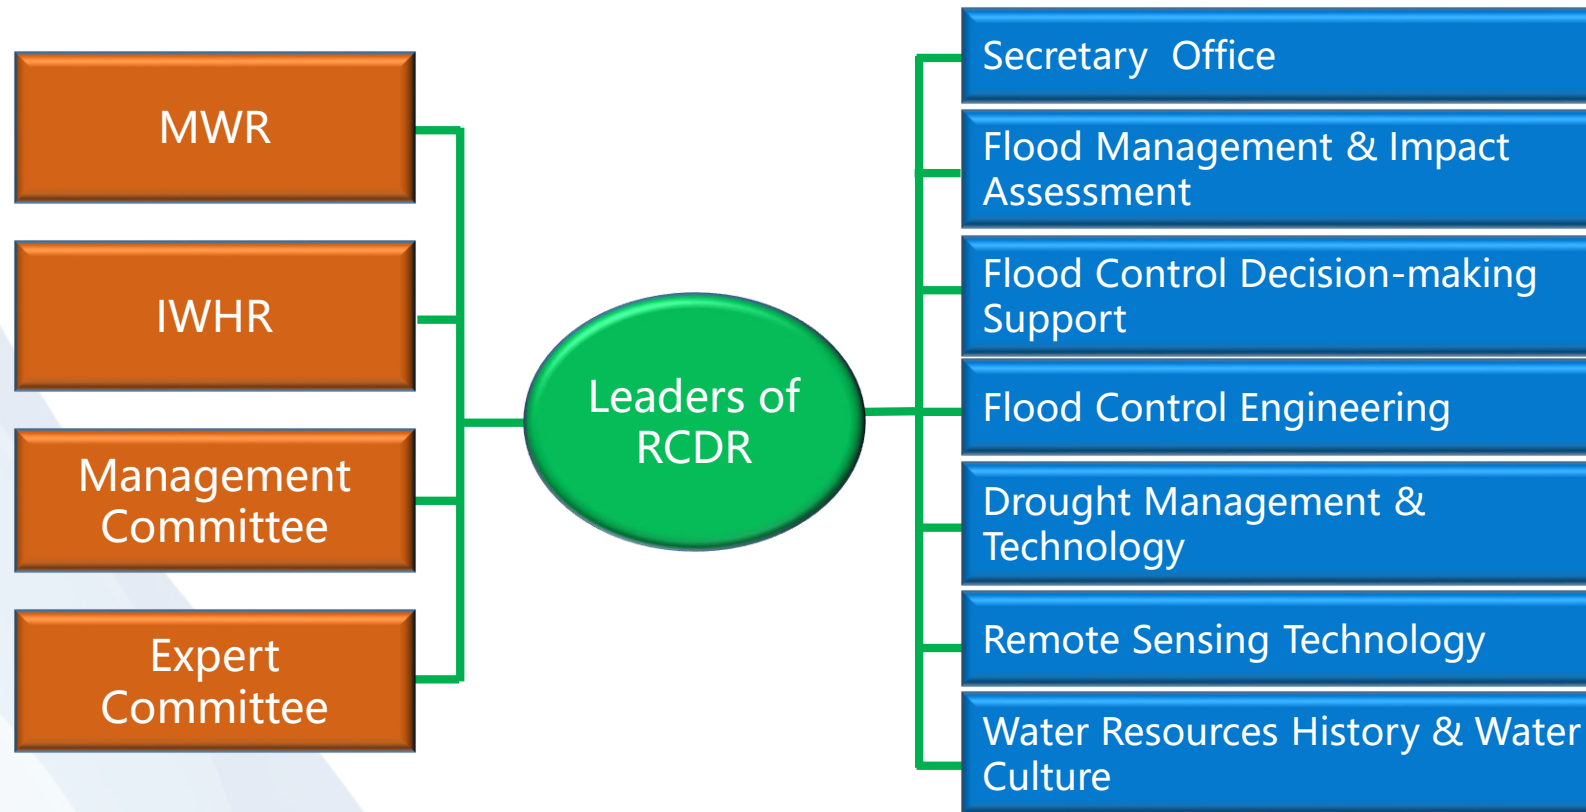 MWR
IWHR
Management
Committee
Expert
Committee
Leaders of
RCDR
Secretary  Office
Flood Management & Impact
Assessment
Flood Control Decision-making
Support
Flood Control Engineering
Drought Management &
Technology
Remote Sensing Technology
Water Resources History & Water
Culture